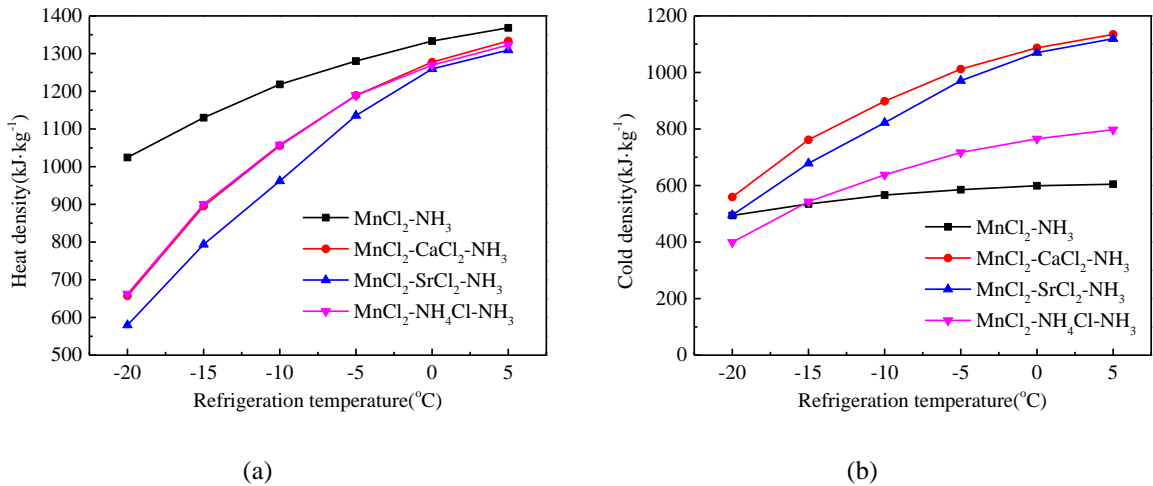 1400
1300
1200
1100
1000
900
800
700
600
500
Heat density(kJ·kg⁻¹)
-20 -15 -10 -5 0 5
Refrigeration temperature(°C)
MnCl₂-NH₃
MnCl₂-CaCl₂-NH₃
MnCl₂-SrCl₂-NH₃
MnCl₂-NH₄Cl-NH₃
(a)
1200
1000
800
600
400
200
0
Cold density(kJ·kg⁻¹)
-20 -15 -10 -5 0 5
Refrigeration temperature(°C)
MnCl₂-NH₃
MnCl₂-CaCl₂-NH₃
MnCl₂-SrCl₂-NH₃
MnCl₂-NH₄Cl-NH₃
(b)